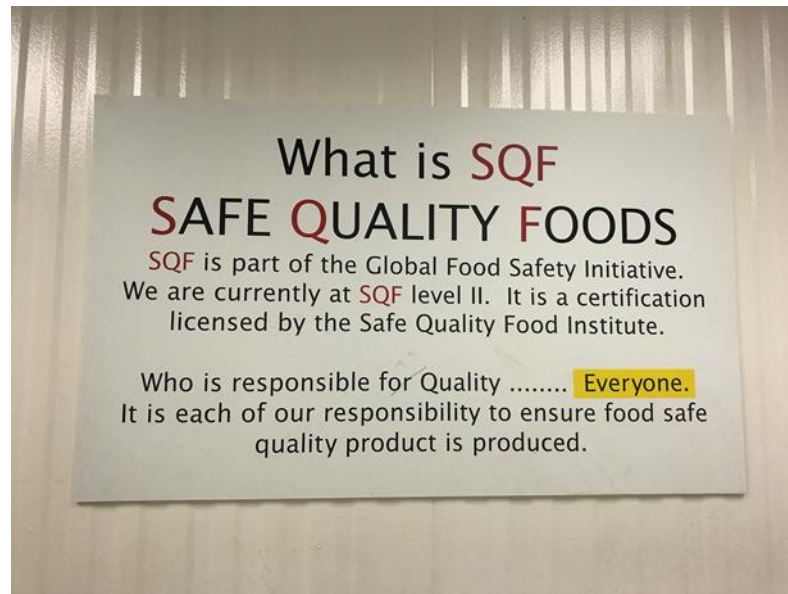 What is SQF
SAFE QUALITY FOODS
SQF is part of the Global Food Safety Initiative.
We are currently at SQF level II. It is a certification
licensed by the Safe Quality Food Institute.
Who is responsible for Quality ........ Everyone.
It is each of our responsibility to ensure food safe
quality product is produced.